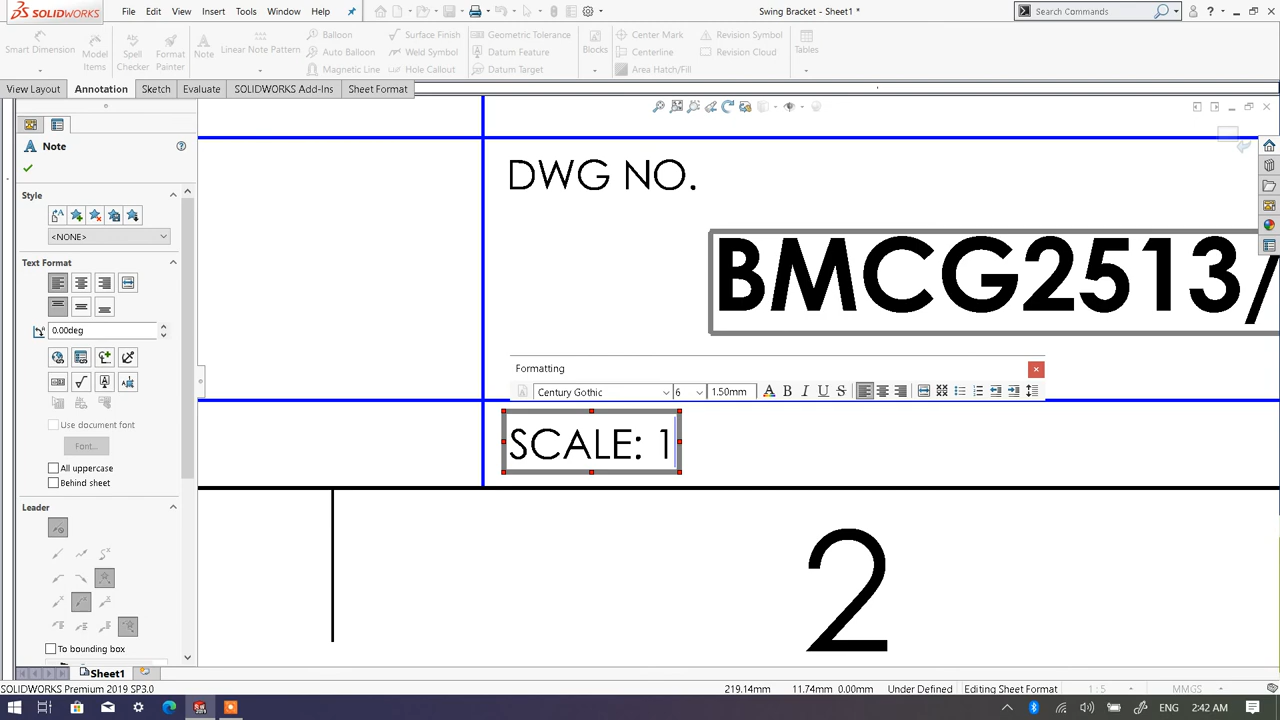 SOLIDWORKS
File
Edit
View
Insert
Tools
Window
Help
Swing Bracket - Sheet1 *
Search Commands
Smart Dimension
Model Items
Spell Checker
Format Painter
Note
Linear Note Pattern
Balloon
Auto Balloon
Magnetic Line
Surface Finish
Weld Symbol
Hole Callout
Geometric Tolerance
Datum Feature
Datum Target
Blocks
Center Mark
Centerline
Area Hatch/Fill
Revision Symbol
Revision Cloud
Tables
View Layout
Annotation
Sketch
Evaluate
SOLIDWORKS Add-Ins
Sheet Format
Note
Style
<NONE>
Text Format
0.00deg
Use document font
Font...
All uppercase
Behind sheet
Leader
To bounding box
DWG NO.
BMCG2513/
Formatting
Century Gothic
6
1.50mm
B
I
U
S
SCALE: 1
2
Sheet1
SOLIDWORKS Premium 2019 SP3.0
219.14mm
11.74mm
0.00mm
Under Defined
Editing Sheet Format
1 : 5
MMGS
ENG
2:42 AM